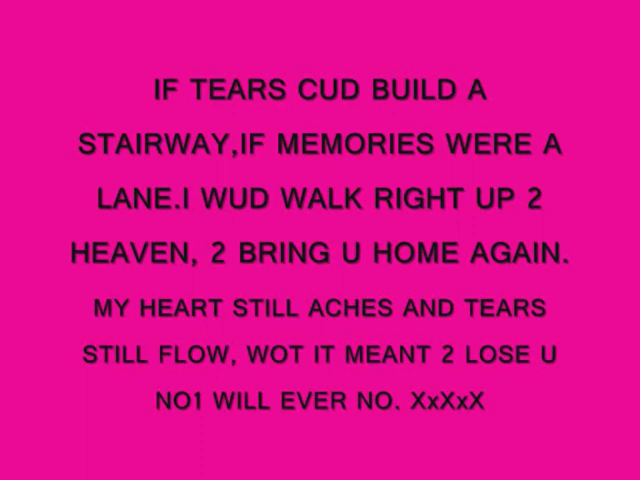 IF TEARS CUD BUILD A
STAIRWAY,IF MEMORIES WERE A
LANE.I WUD WALK RIGHT UP 2
HEAVEN, 2 BRING U HOME AGAIN.
MY HEART STILL ACHES AND TEARS
STILL FLOW, WOT IT MEANT 2 LOSE U
NO1 WILL EVER NO. XxXxX